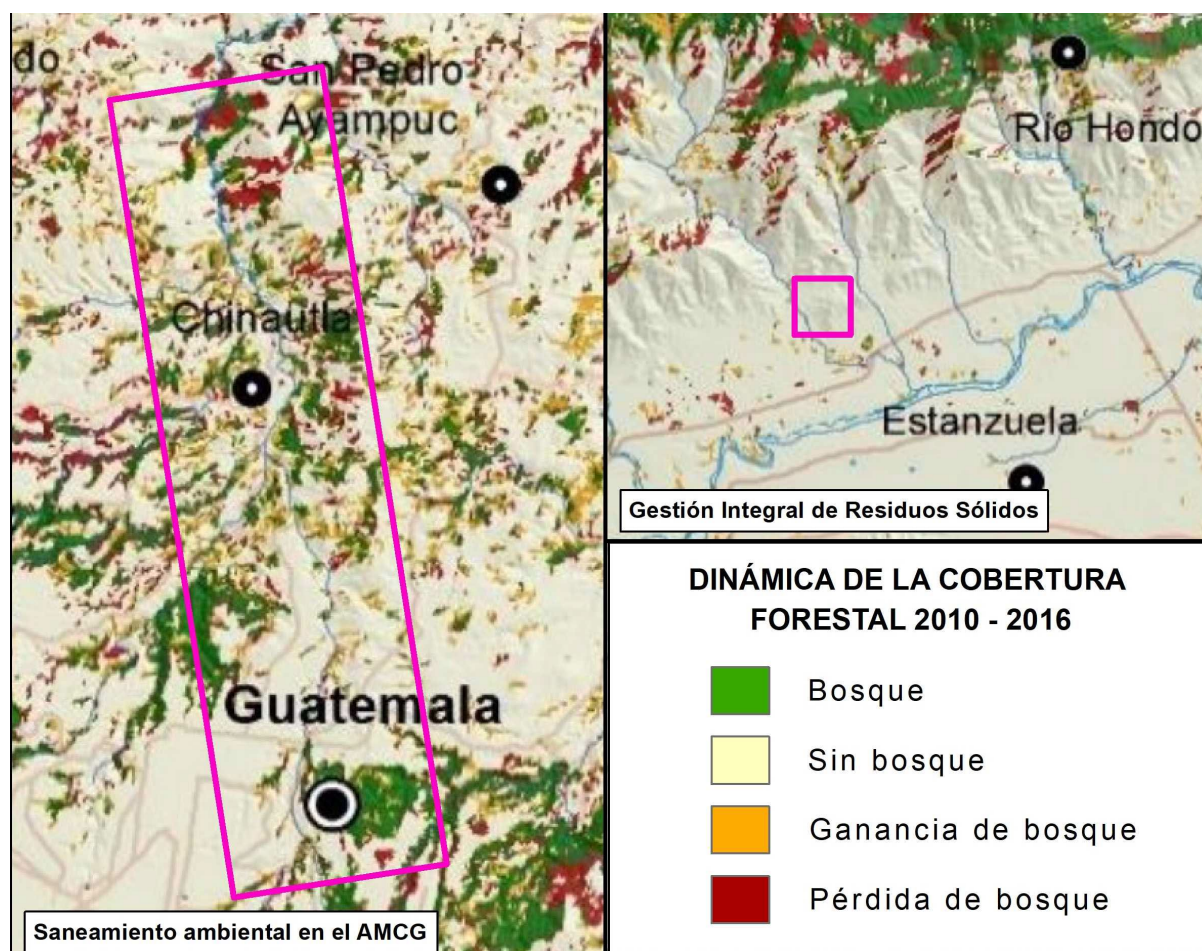 do
San Pedro
Ayampuc
Chinautla
Guatemala
Saneamiento ambiental en el AMCG
Río Hondo
Estanzuela
Gestión Integral de Residuos Sólidos
DINÁMICA DE LA COBERTURA
FORESTAL 2010 - 2016
Bosque
Sin bosque
Ganancia de bosque
Pérdida de bosque